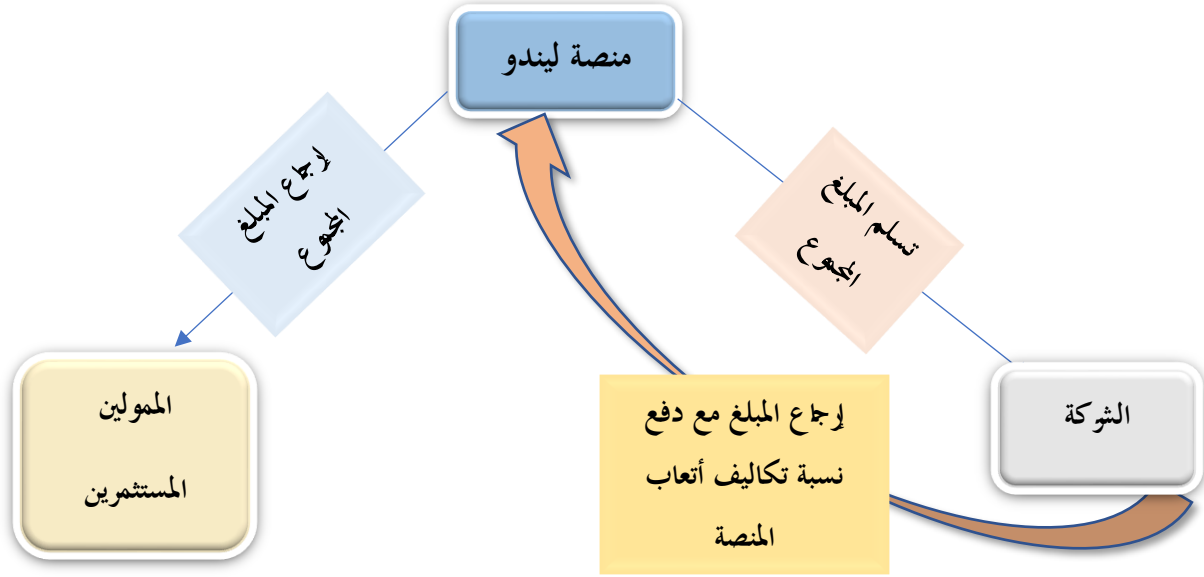 منصة ليندو
تسلم المبلغ
المجموع
إرجاع المبلغ
المجموع
الشركة
الممولين
المستثمرين
إرجاع المبلغ مع دفع
نسبة تكاليف أتعاب
المنصة